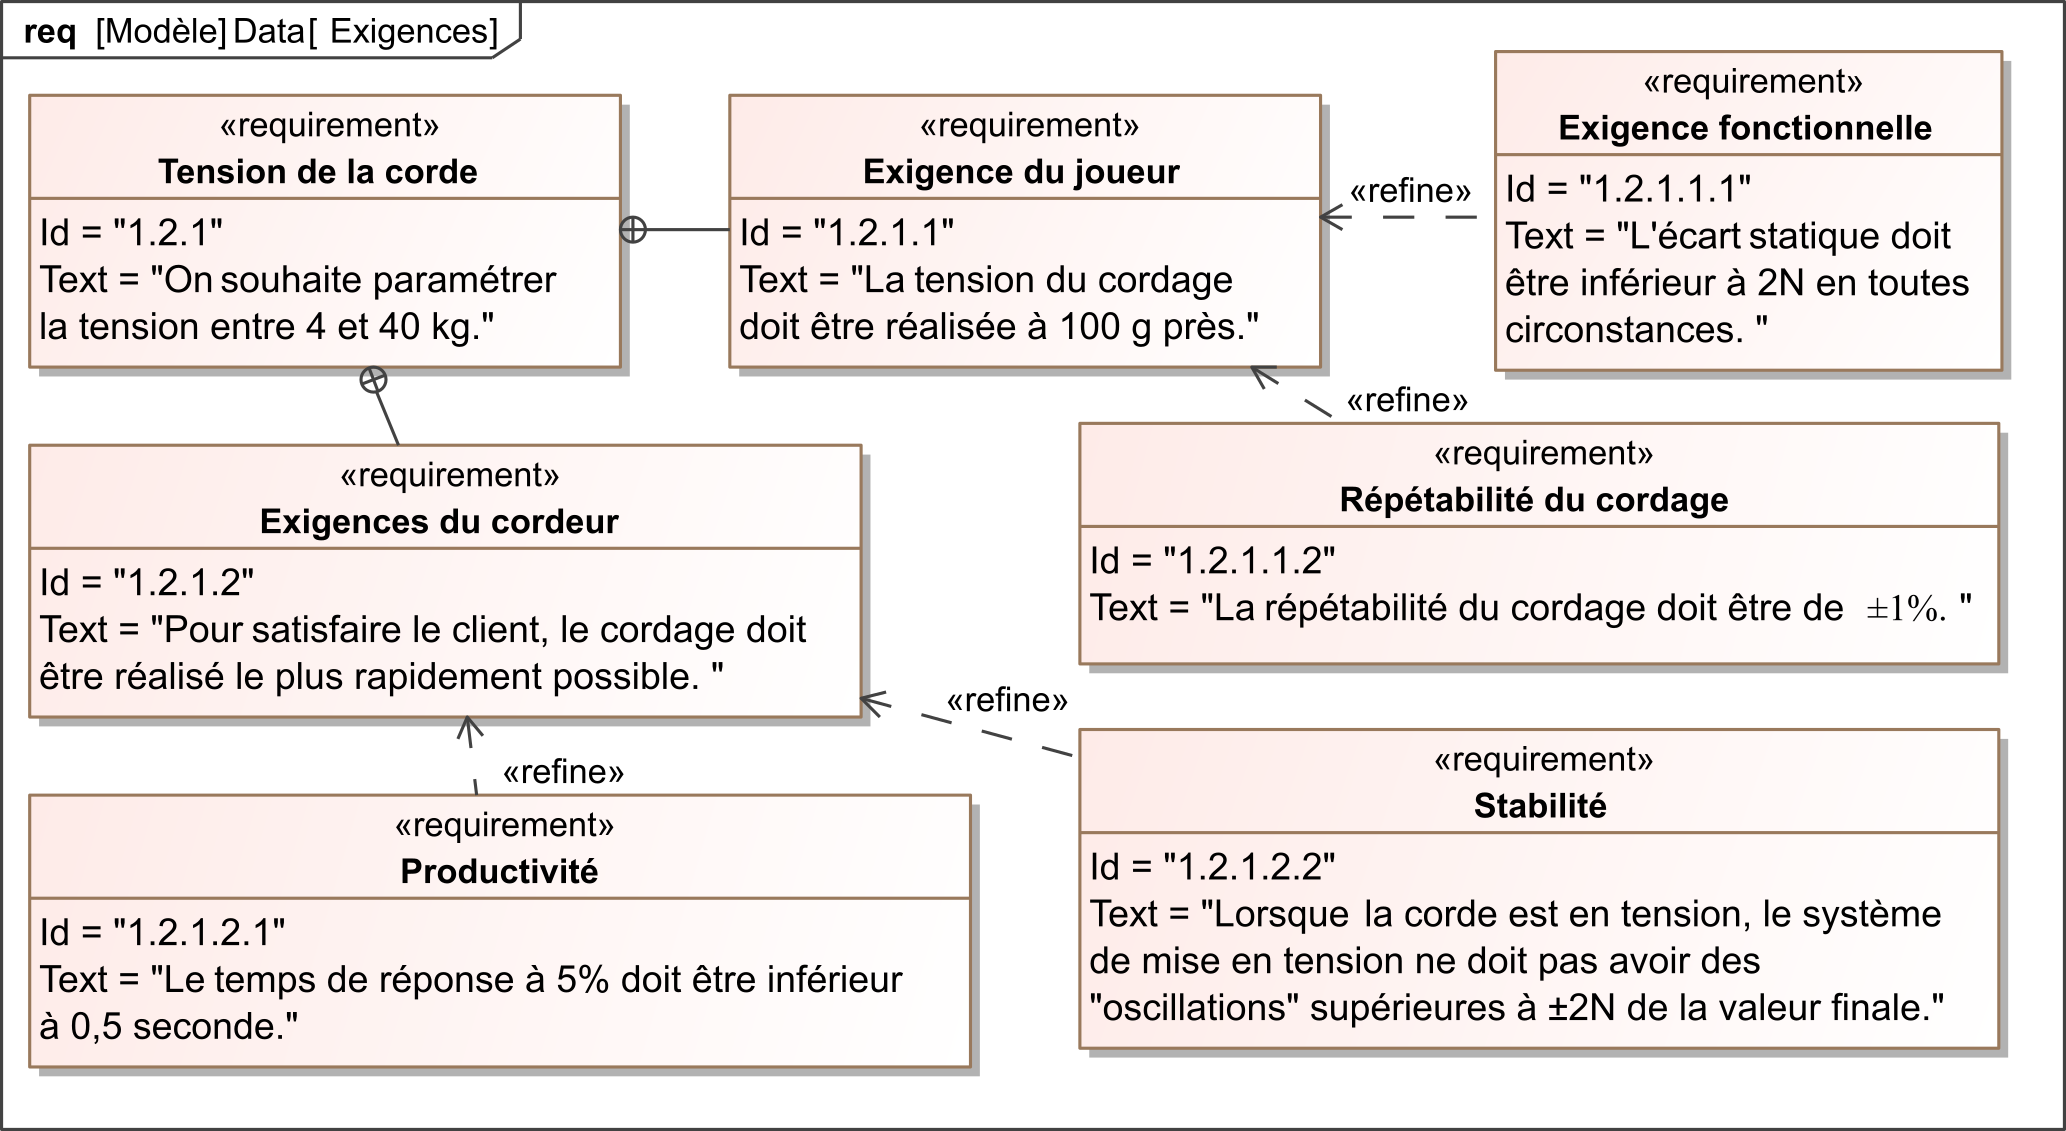 req [Modèle] Data[ Exigences]
«requirement»
Tension de la corde
Id = "1.2.1"
Text = "On souhaite paramétrer
la tension entre 4 et 40 kg."
«requirement»
Exigence du joueur
Id = "1.2.1.1"
Text = "La tension du cordage
doit être réalisée à 100 g près."
«refine»
«requirement»
Exigence fonctionnelle
Id = "1.2.1.1.1"
Text = "L'écart statique doit
être inférieur à 2N en toutes
circonstances. "
«refine»
«requirement»
Répétabilité du cordage
Id = "1.2.1.1.2"
Text = "La répétabilité du cordage doit être de ±1%. "
«requirement»
Exigences du cordeur
Id = "1.2.1.2"
Text = "Pour satisfaire le client, le cordage doit
être réalisé le plus rapidement possible. "
«refine»
«refine»
«requirement»
Productivité
Id = "1.2.1.2.1"
Text = "Le temps de réponse à 5% doit être inférieur
à 0,5 seconde."
«requirement»
Stabilité
Id = "1.2.1.2.2"
Text = "Lorsque la corde est en tension, le système
de mise en tension ne doit pas avoir des
"oscillations" supérieures à ±2N de la valeur finale."